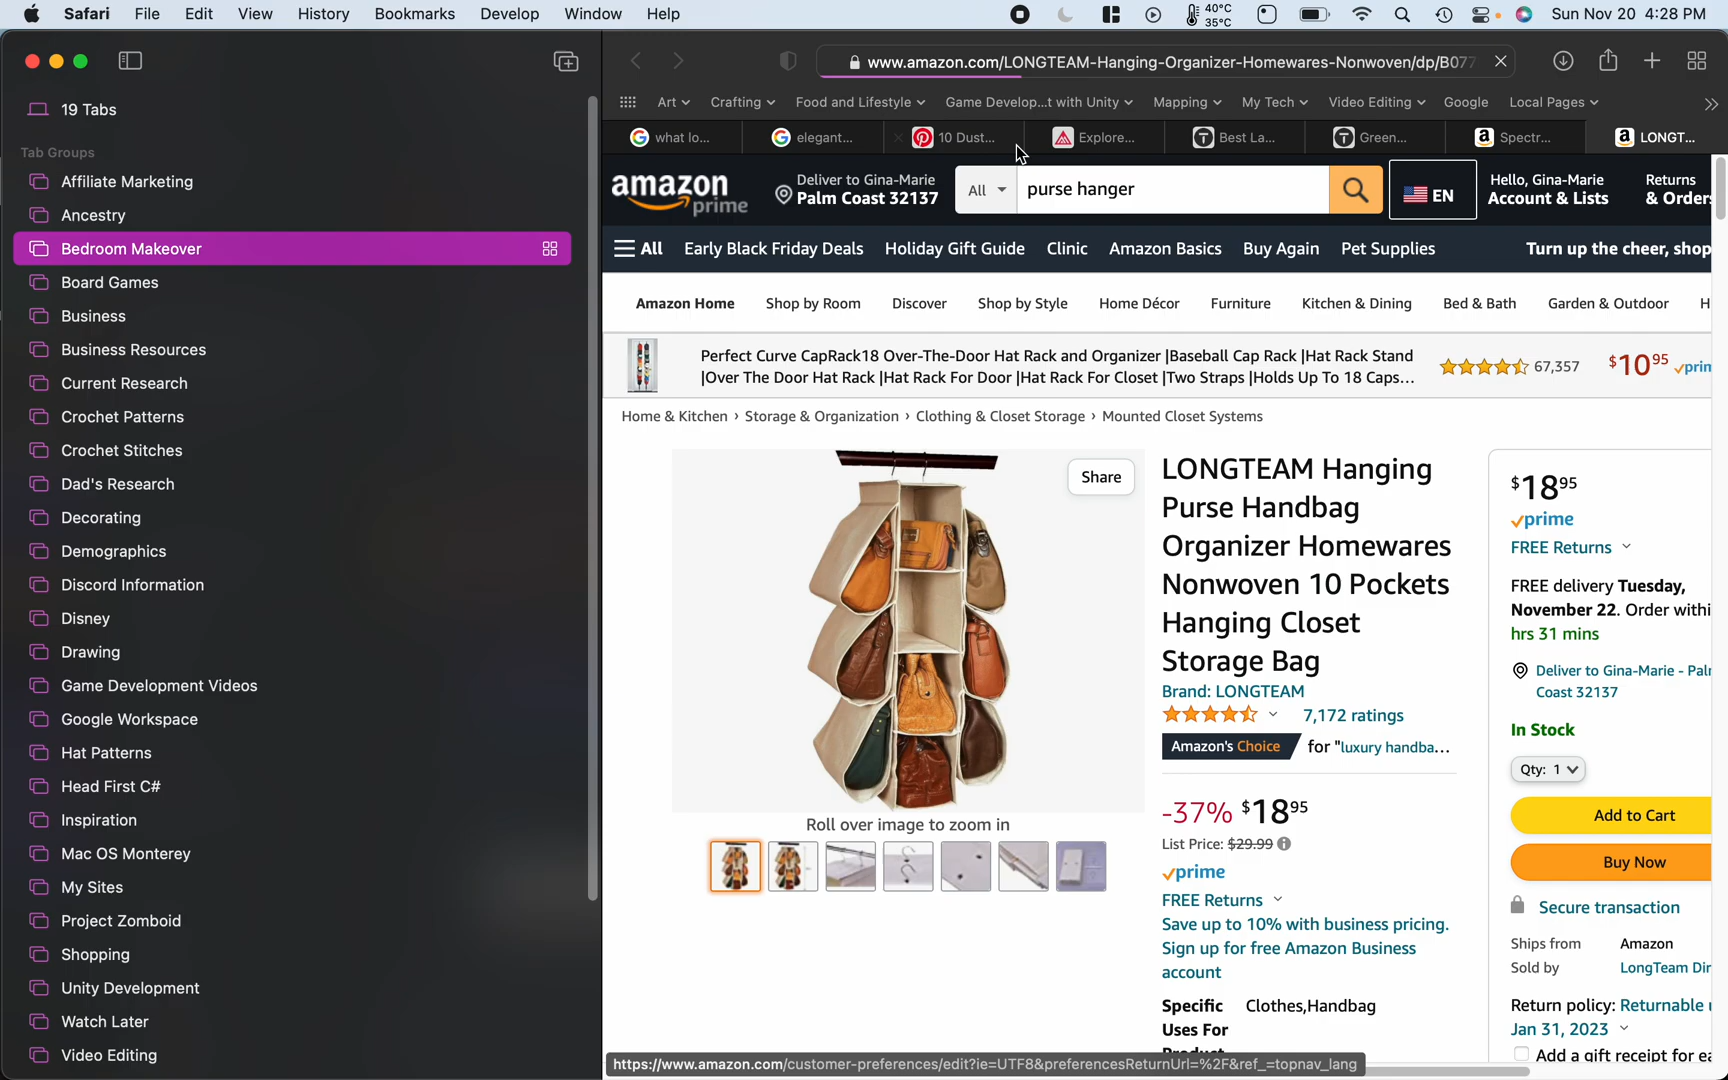 Safari File Edit View History Bookmarks Develop Window Help
40°C
35°C
Sun Nov 20 4:28 PM
19 Tabs
Tab Groups
Affiliate Marketing
Ancestry
Bedroom Makeover
Board Games
Business
Business Resources
Current Research
Crochet Patterns
Crochet Stitches
Dad's Research
Decorating
Demographics
Discord Information
Disney
Drawing
Game Development Videos
Google Workspace
Hat Patterns
Head First C#
Inspiration
Mac OS Monterey
My Sites
Project Zomboid
Shopping
Unity Development
Watch Later
Video Editing
www.amazon.com/LONGTEAM-Hanging-Organizer-Homewares-Nonwoven/dp/B077
Art Crafting Food and Lifestyle Game Develop...t with Unity Mapping My Tech Video Editing Google Local Pages
what lo... elegant... 10 Dust... Explore... Best La... Green... Spectr... LONGT...
amazon prime
Deliver to Gina-Marie
Palm Coast 32137
All purse hanger
EN
Hello, Gina-Marie
Account & Lists
Returns
& Orders
All Early Black Friday Deals Holiday Gift Guide Clinic Amazon Basics Buy Again Pet Supplies Turn up the cheer, shop
Amazon Home Shop by Room Discover Shop by Style Home Décor Furniture Kitchen & Dining Bed & Bath Garden & Outdoor H
Perfect Curve CapRack18 Over-The-Door Hat Rack and Organizer |Baseball Cap Rack |Hat Rack Stand
|Over The Door Hat Rack |Hat Rack For Door |Hat Rack For Closet |Two Straps |Holds Up To 18 Caps...
67,357 $10.95 prim
Home & Kitchen › Storage & Organization › Clothing & Closet Storage › Mounted Closet Systems
Share
Roll over image to zoom in
LONGTEAM Hanging
Purse Handbag
Organizer Homewares
Nonwoven 10 Pockets
Hanging Closet
Storage Bag
Brand: LONGTEAM
7,172 ratings
Amazon's Choice for "luxury handba...
-37% $18.95
List Price: $29.99
prime
FREE Returns
Save up to 10% with business pricing.
Sign up for free Amazon Business
account
Specific Clothes,Handbag
Uses For
Product
$18.95
prime
FREE Returns
FREE delivery Tuesday,
November 22. Order withi
hrs 31 mins
Deliver to Gina-Marie - Pal
Coast 32137
In Stock
Qty: 1
Add to Cart
Buy Now
Secure transaction
Ships from Amazon
Sold by LongTeam Dir
Return policy: Returnable
Jan 31, 2023
Add a gift receipt for ea
https://www.amazon.com/customer-preferences/edit?ie=UTF8&preferencesReturnUrl=%2F&ref_=topnav_lang